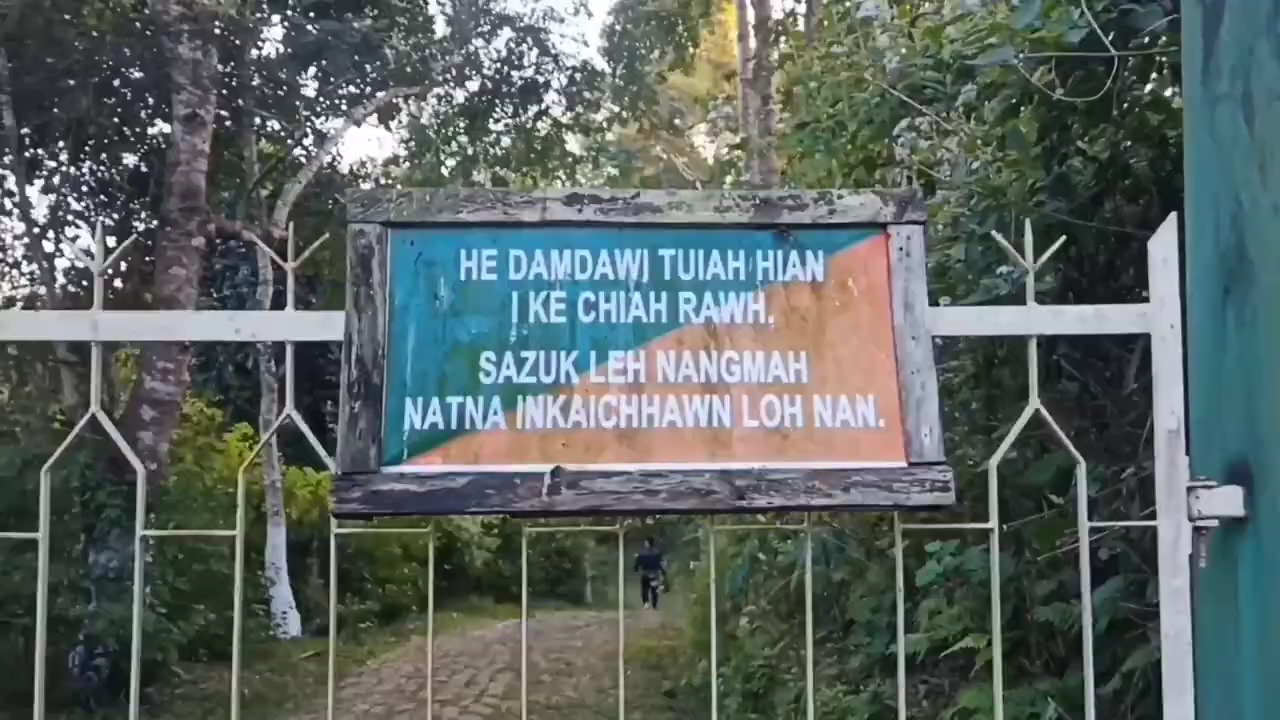 HE DAMDAWI TUIAH HIAN
I KE CHIAH RAWH.
SAZUK LEH NANGMAH
NATNA INKAICHHAWN LOH NAN.